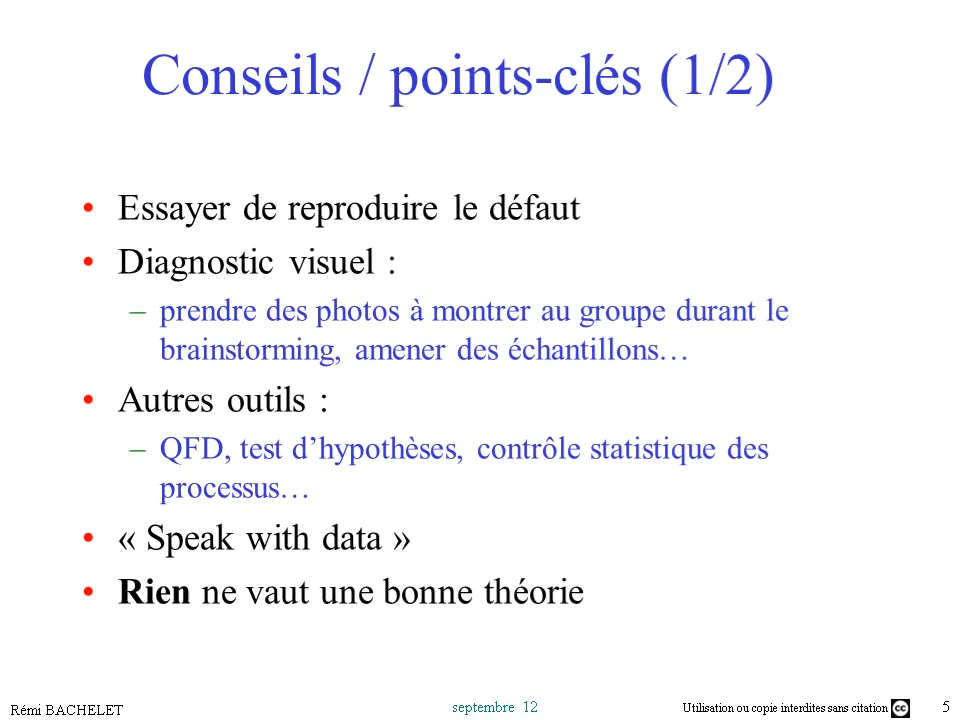 Conseils / points-clés (1/2)
• Essayer de reproduire le défaut
• Diagnostic visuel :
– prendre des photos à montrer au groupe durant le
brainstorming, amener des échantillons…
• Autres outils :
– QFD, test d’hypothèses, contrôle statistique des
processus…
• « Speak with data »
• Rien ne vaut une bonne théorie
Rémi BACHELET
septembre 12
Utilisation ou copie interdites sans citation
cc
5